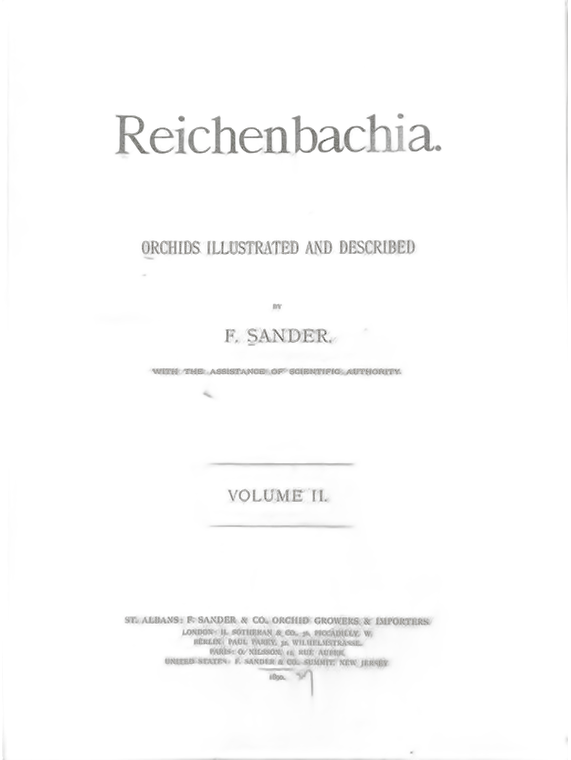 Reichenbachia.
ORCHIDS ILLUSTRATED AND DESCRIBED
BY
F. SANDER.
WITH THE ASSISTANCE OF SCIENTIFIC AUTHORITY.
VOLUME II.
ST. ALBANS: F. SANDER & CO. ORCHID GROWERS & IMPORTERS
LONDON: H. SOTHERAN & CO. 36, PICCADILLY, W.
BERLIN: PAUL PAREY, WILHELMSTRASSE.
PARIS: O. NILSSON, 12, RUE AUBER.
UNITED STATES: F. SANDER & CO. SUMMIT, NEW JERSEY
1890.